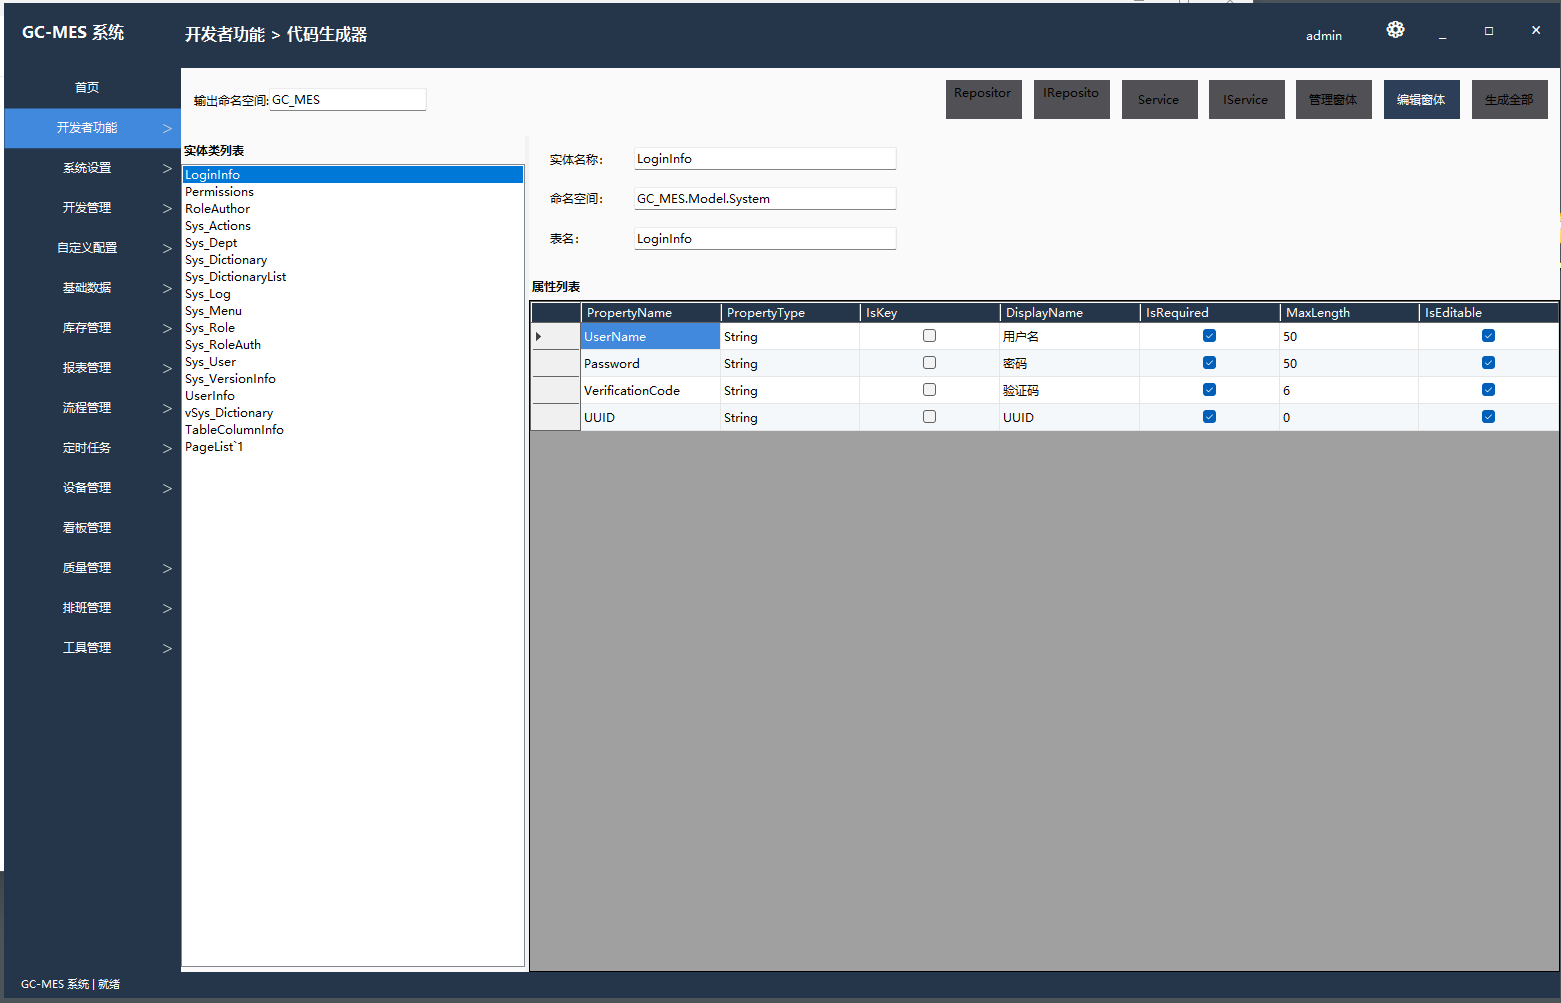 GC-MES 系统
开发者功能 > 代码生成器
admin
首页
开发者功能 >
系统设置 >
开发管理 >
自定义配置 >
基础数据 >
库存管理 >
报表管理 >
流程管理 >
定时任务 >
设备管理 >
看板管理
质量管理 >
排班管理 >
工具管理 >
输出命名空间: GC_MES
Repositor
IReposito
Service
IService
管理窗体
编辑窗体
生成全部
实体类列表
LoginInfo
Permissions
RoleAuthor
Sys_Actions
Sys_Dept
Sys_Dictionary
Sys_DictionaryList
Sys_Log
Sys_Menu
Sys_Role
Sys_RoleAuth
Sys_User
Sys_VersionInfo
UserInfo
vSys_Dictionary
TableColumnInfo
PageList`1
实体名称: LoginInfo
命名空间: GC_MES.Model.System
表名: LoginInfo
属性列表
PropertyName PropertyType IsKey DisplayName IsRequired MaxLength IsEditable
UserName String 用户名 50
Password String 密码 50
VerificationCode String 验证码 6
UUID String UUID 0
GC-MES 系统 | 就绪